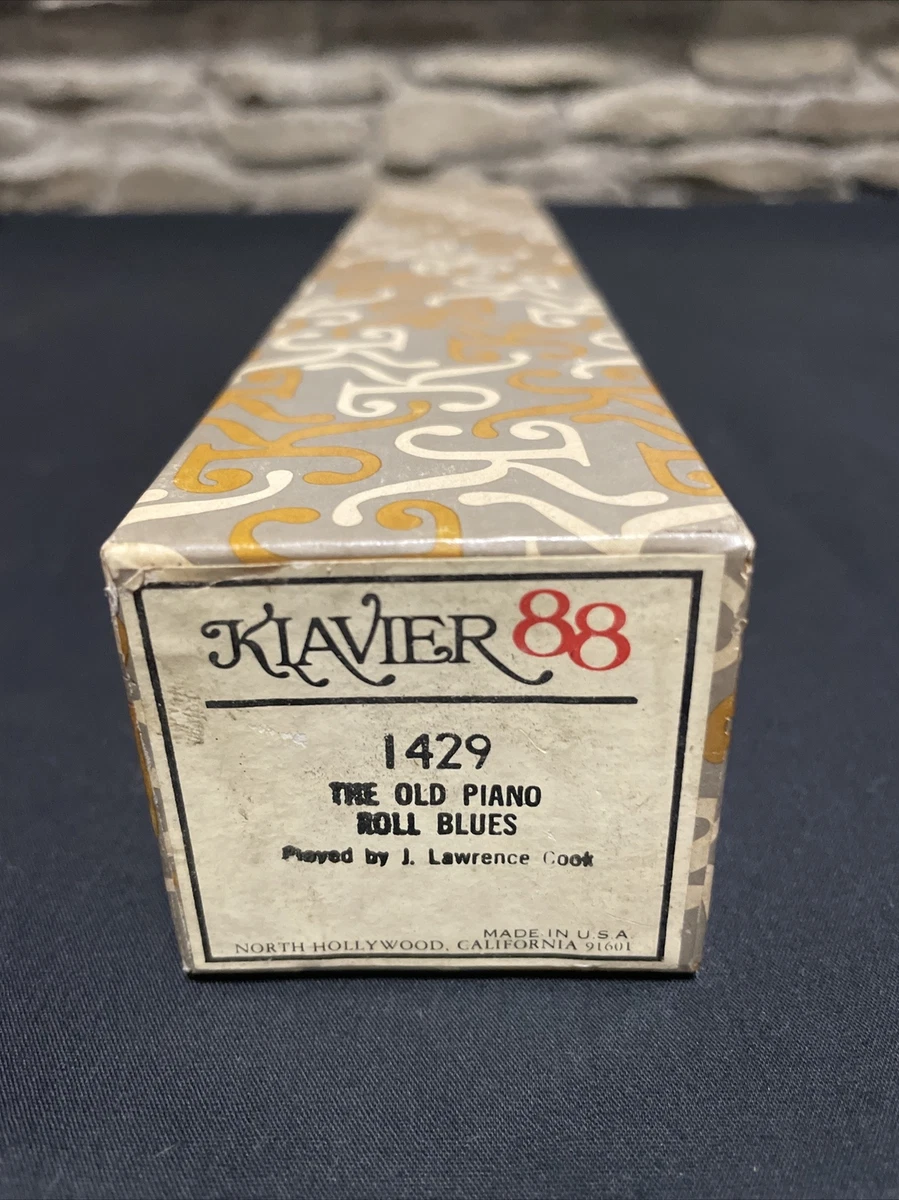 KLAVIER 88
1429
THE OLD PIANO
ROLL BLUES
Played by J. Lawrence Cook
MADE IN U.S.A.
NORTH HOLLYWOOD, CALIFORNIA 91601